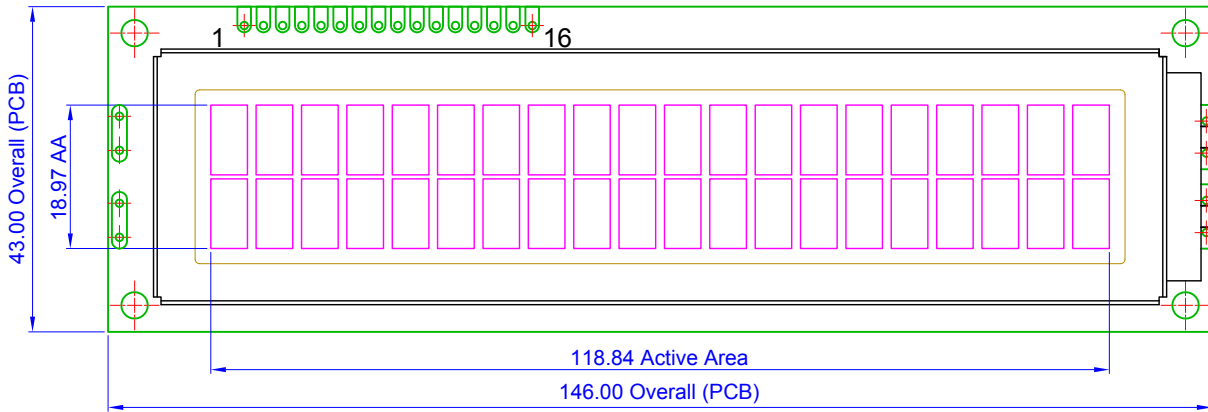 1
16
43.00 Overall (PCB)
18.97 AA
118.84 Active Area
146.00 Overall (PCB)